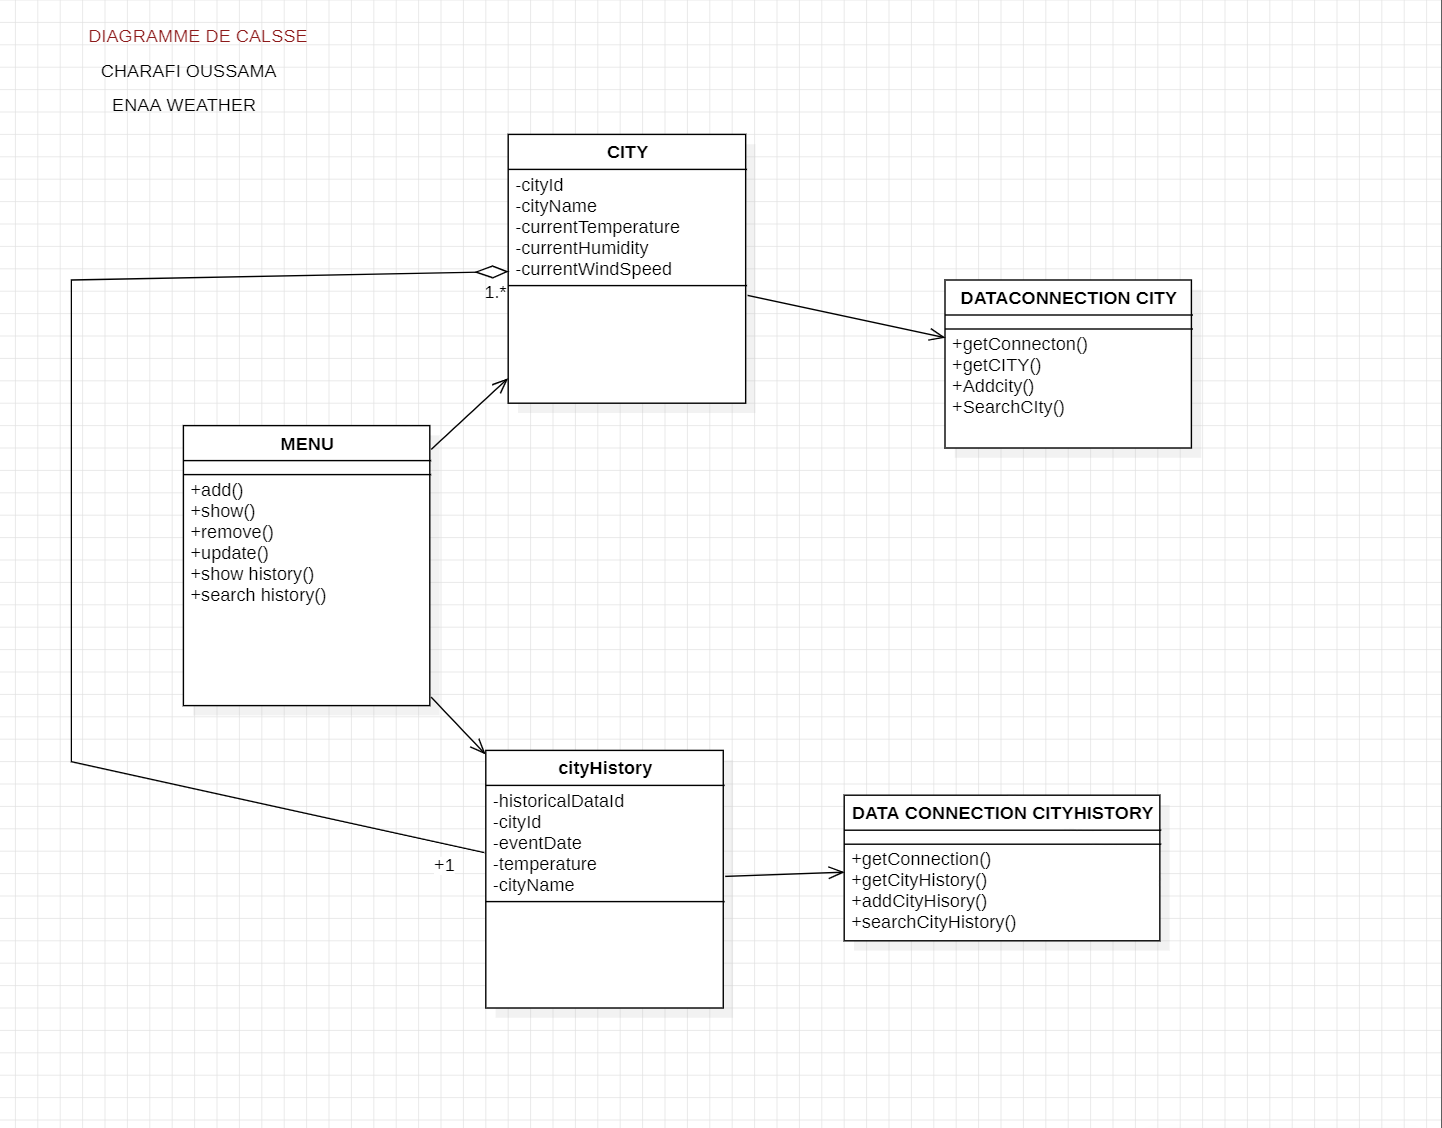 DIAGRAMME DE CALSSE
CHARAFI OUSSAMA
ENAA WEATHER
CITY
-cityId
-cityName
-currentTemperature
-currentHumidity
-currentWindSpeed
1.*
DATACONNECTION CITY
+getConnecton()
+getCITY()
+Addcity()
+SearchCIty()
MENU
+add()
+show()
+remove()
+update()
+show history()
+search history()
cityHistory
-historicalDataId
-cityId
-eventDate
-temperature
-cityName
+1
DATA CONNECTION CITYHISTORY
+getConnection()
+getCityHistory()
+addCityHisory()
+searchCityHistory()